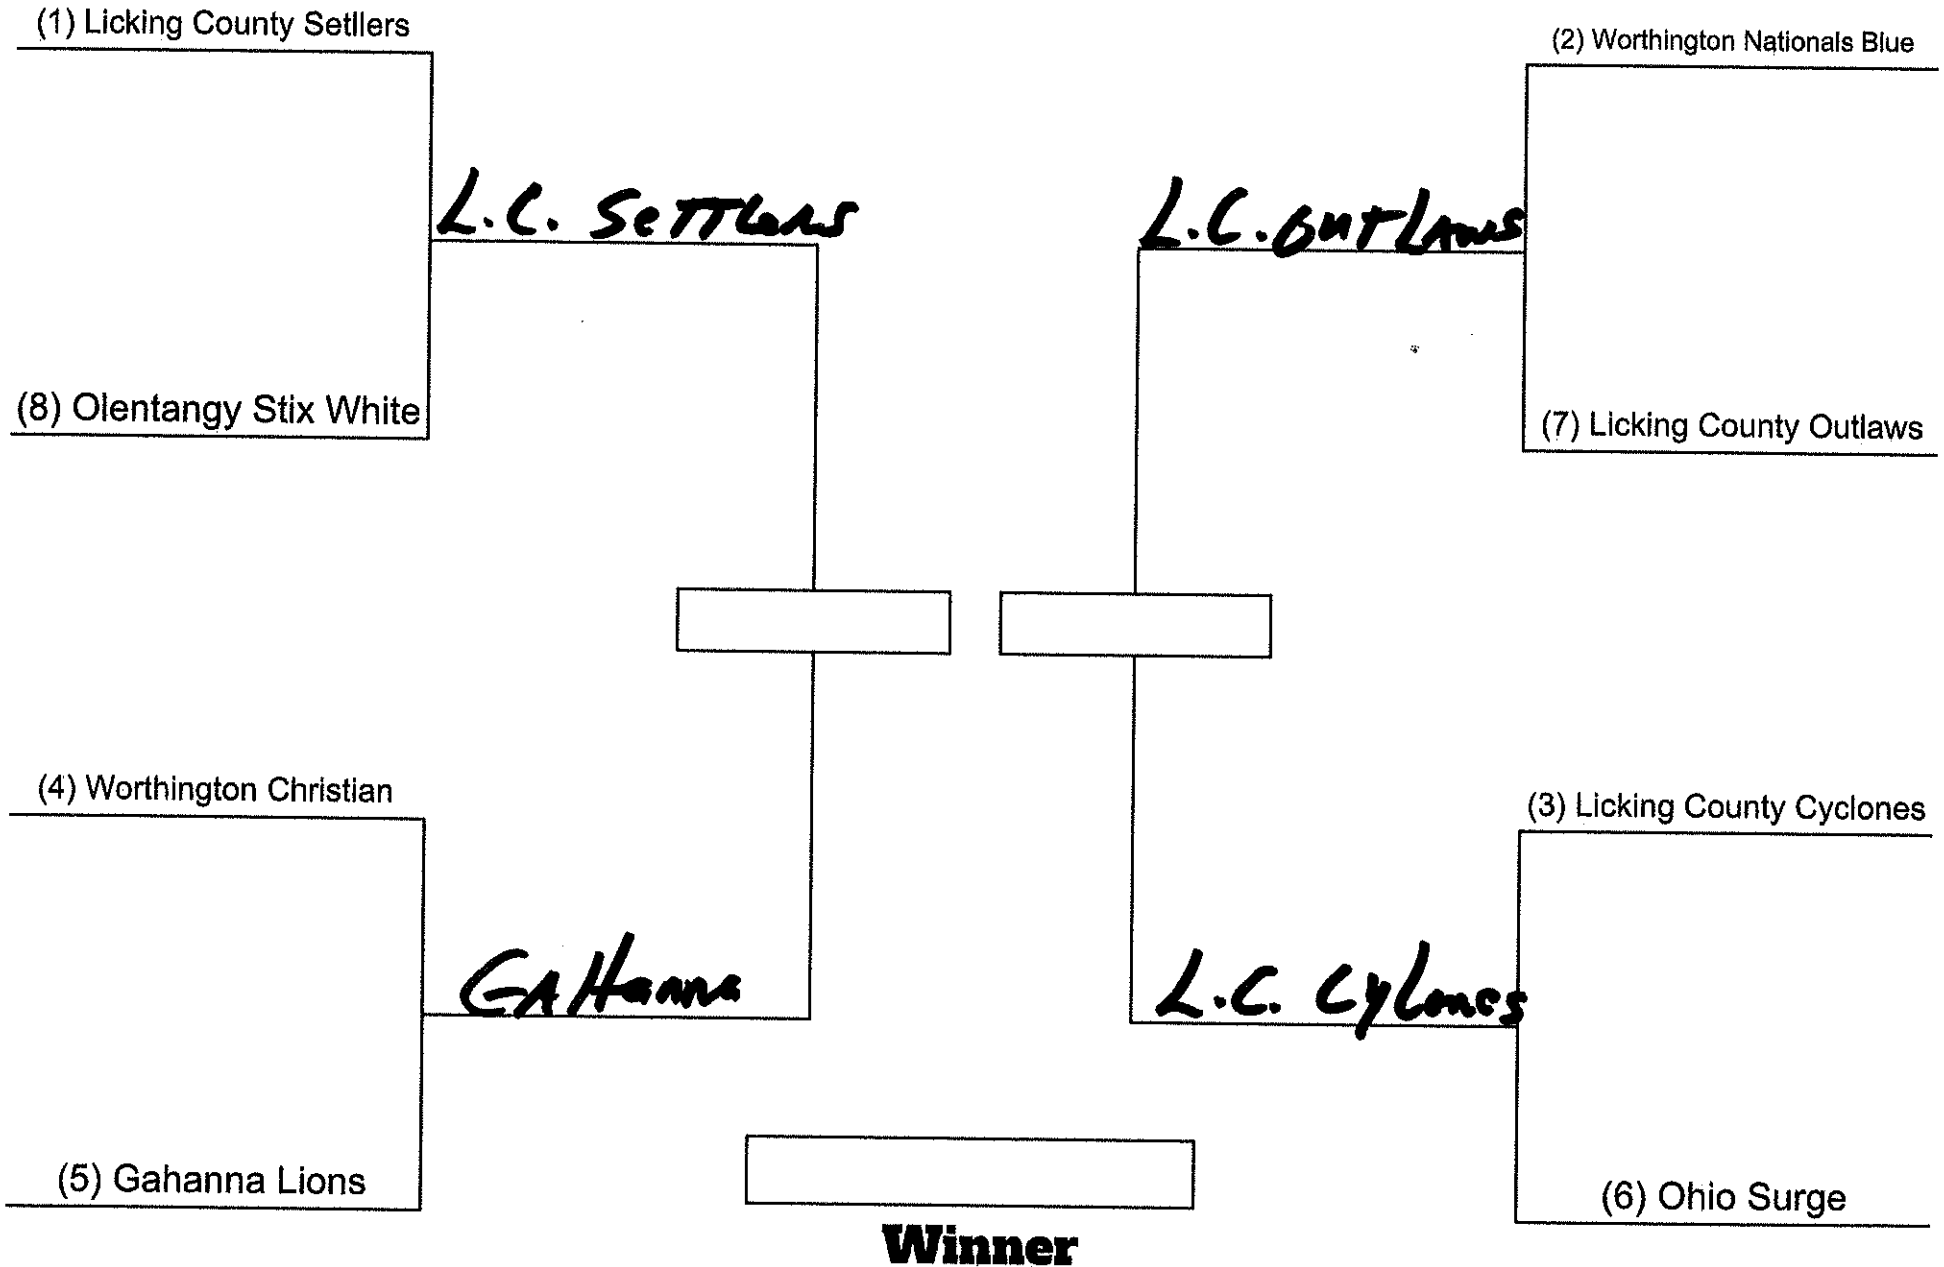 (1) Licking County Setllers
(2) Worthington Nationals Blue
L.C. SeTTLers
L.C. OutLaws
(8) Olentangy Stix White
(7) Licking County Outlaws
(4) Worthington Christian
(3) Licking County Cyclones
GAHanna
L.C. Cylones
(5) Gahanna Lions
(6) Ohio Surge
Winner